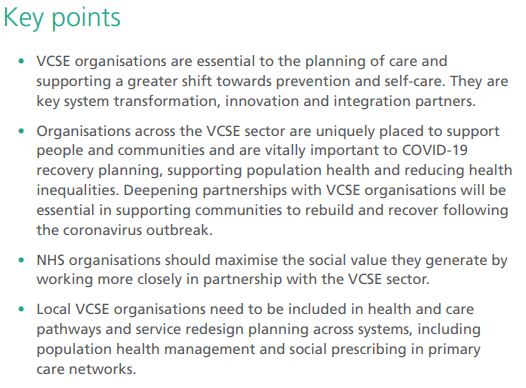 Key points
• VCSE organisations are essential to the planning of care and
supporting a greater shift towards prevention and self-care. They are
key system transformation, innovation and integration partners.
• Organisations across the VCSE sector are uniquely placed to support
people and communities and are vitally important to COVID-19
recovery planning, supporting population health and reducing health
inequalities. Deepening partnerships with VCSE organisations will be
essential in supporting communities to rebuild and recover following
the coronavirus outbreak.
• NHS organisations should maximise the social value they generate by
working more closely in partnership with the VCSE sector.
• Local VCSE organisations need to be included in health and care
pathways and service redesign planning across systems, including
population health management and social prescribing in primary
care networks.